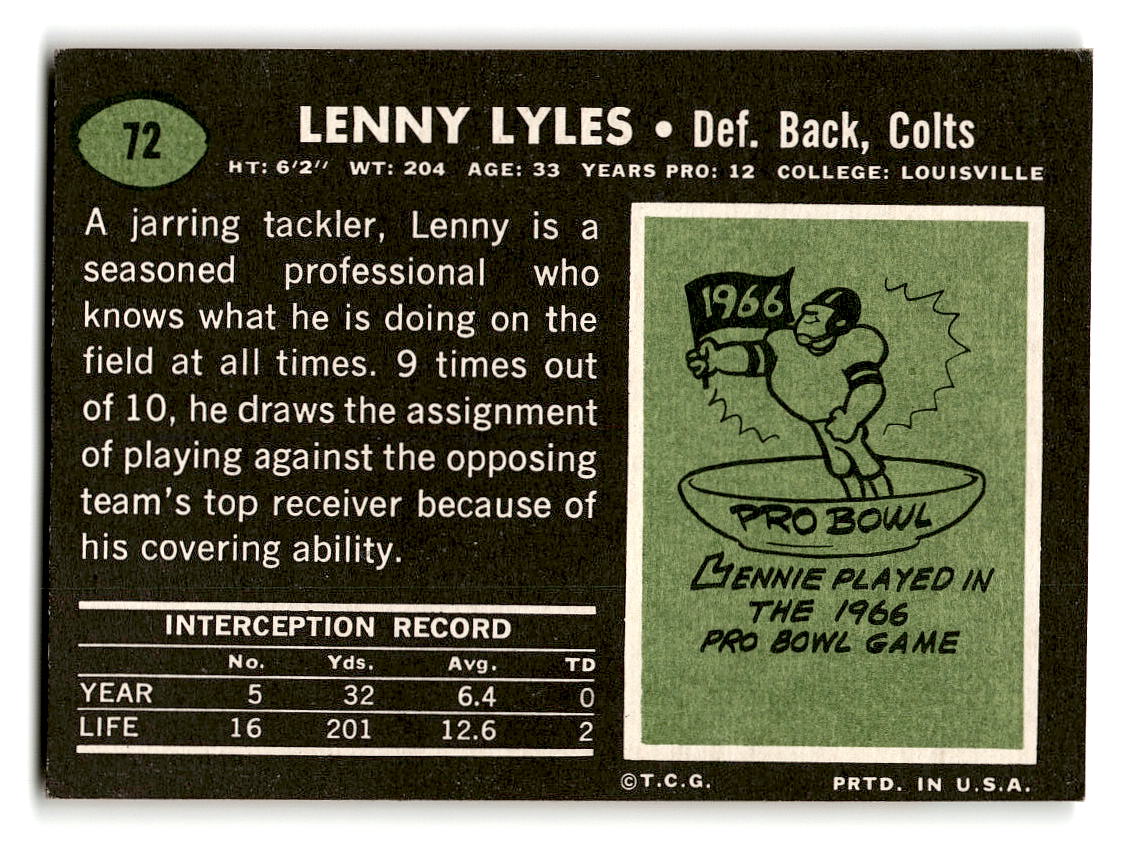 72
LENNY LYLES • Def. Back, Colts
HT: 6'2'' WT: 204 AGE: 33 YEARS PRO: 12 COLLEGE: LOUISVILLE
A jarring tackler, Lenny is a
seasoned professional who
knows what he is doing on the
field at all times. 9 times out
of 10, he draws the assignment
of playing against the opposing
team's top receiver because of
his covering ability.
INTERCEPTION RECORD
No. Yds. Avg. TD
YEAR 5 32 6.4 0
LIFE 16 201 12.6 2
1966
PRO BOWL
LENNIE PLAYED IN
THE 1966
PRO BOWL GAME
©T.C.G. PRTD. IN U.S.A.